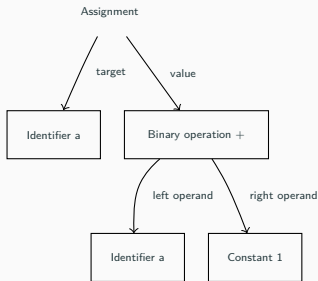 Assignment
target
value
Identifier a
Binary operation +
left operand
right operand
Identifier a
Constant 1